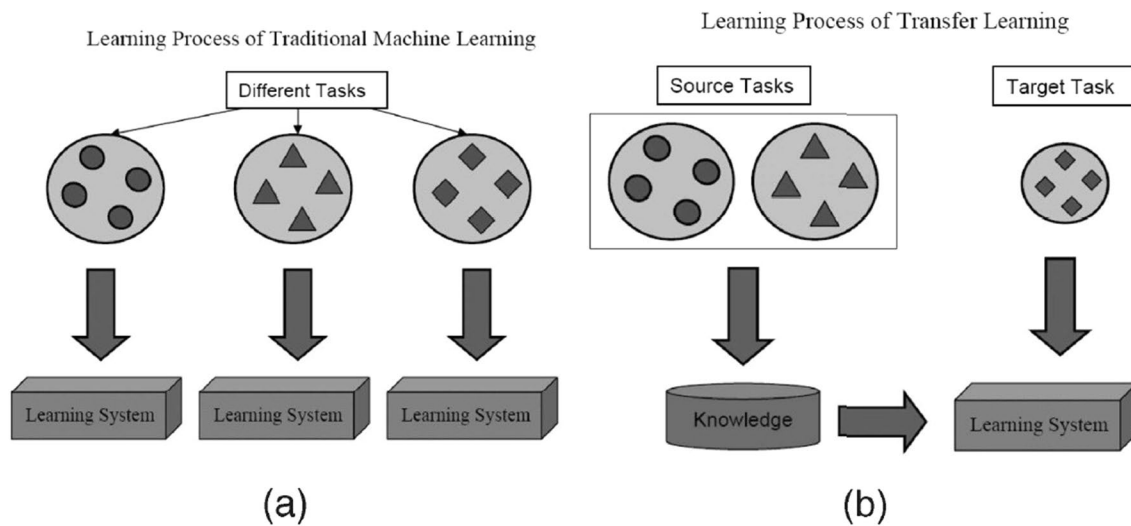 Learning Process of Traditional Machine Learning
Different Tasks
Learning System
Learning System
Learning System
(a)
Learning Process of Transfer Learning
Source Tasks
Target Task
Knowledge
Learning System
(b)